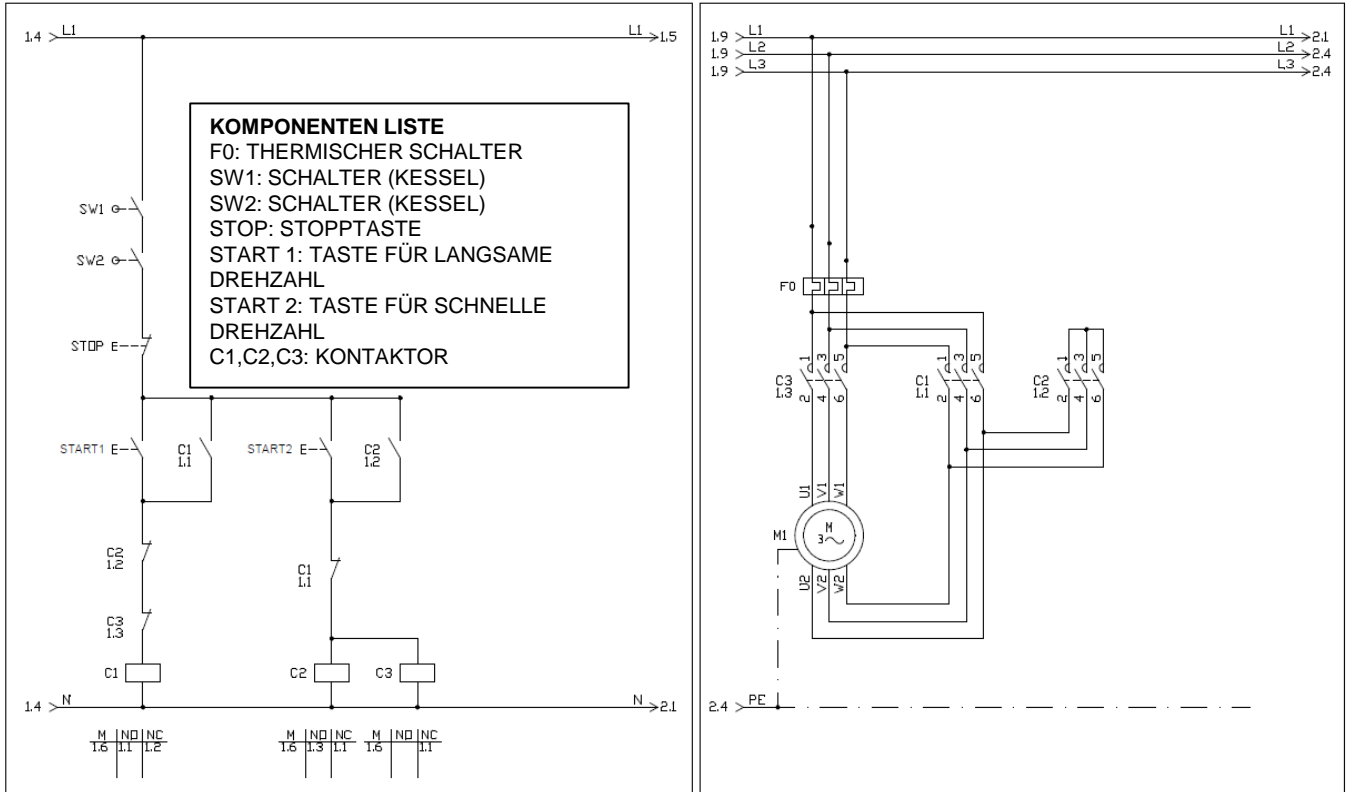 1.4 L1 L1 1.5
KOMPONENTEN LISTE
F0: THERMISCHER SCHALTER
SW1: SCHALTER (KESSEL)
SW2: SCHALTER (KESSEL)
STOP: STOPPTASTE
START 1: TASTE FÜR LANGSAME
DREHZAHL
START 2: TASTE FÜR SCHNELLE
DREHZAHL
C1,C2,C3: KONTAKTOR
SW1
SW2
STOP E
START1 E C1 START2 E C2
1.1 1.2
C2
1.2
C1
1.1
C3
1.3
C1 C2 C3
1.4 N N 2.1
M NO NC M NO NC M NO NC
1.6 1.1 1.2 1.6 1.3 1.1 1.6 1.1
1.9 L1 L1 2.1
1.9 L2 L2 2.4
1.9 L3 L3 2.4
F0
1 3 5 1 3 5 1 3 5
C3 C1 C2
1.3 1.1 1.2
2 4 6 2 4 6 2 4 6
U1 V1 W1
M1 M
3
U2 V2 W2
2.4 PE